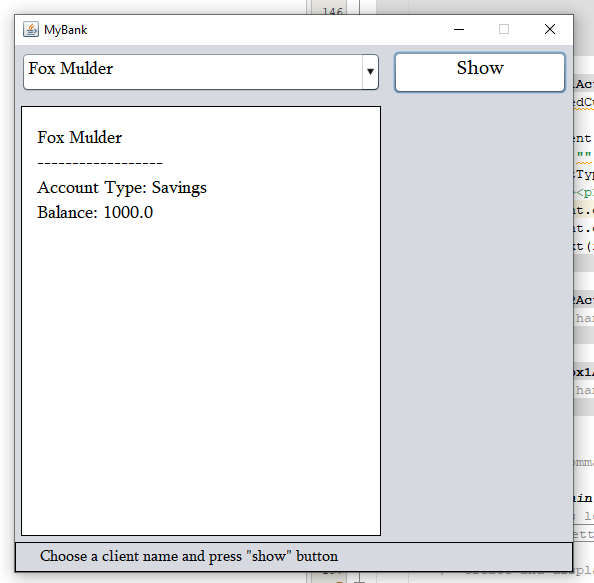 146
MyBank
Fox Mulder
Show
Fox Mulder
------------------
Account Type: Savings
Balance: 1000.0
Choose a client name and press "show" button